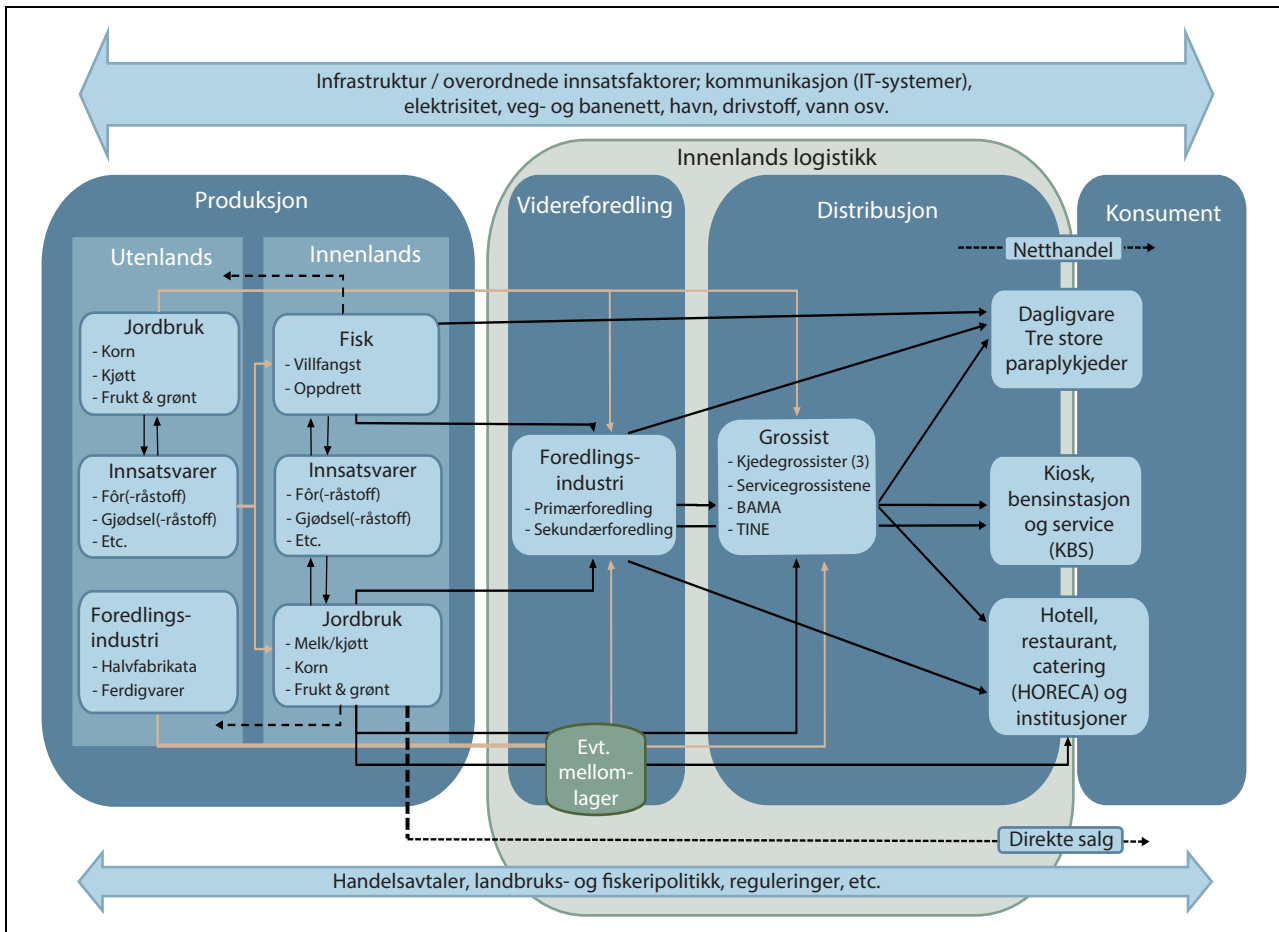 Infrastruktur / overordnede innsatsfaktorer; kommunikasjon (IT-systemer),
elektrisitet, veg- og banenett, havn, drivstoff, vann osv.
Innenlands logistikk
Produksjon
Videreforedling
Distribusjon
Konsument
Utenlands
Innenlands
Netthandel
Jordbruk
- Korn
- Kjøtt
- Frukt & grønt
Fisk
- Villfangst
- Oppdrett
Dagligvare
Tre store
paraplykjeder
Innsatsvarer
- Fôr(-råstoff)
- Gjødsel(-råstoff)
- Etc.
Innsatsvarer
- Fôr(-råstoff)
- Gjødsel(-råstoff)
- Etc.
Foredlings-
industri
- Primærforedling
- Sekundærforedling
Grossist
- Kjedegrossister (3)
- Servicegrossistene
- BAMA
- TINE
Kiosk,
bensinstasjon
og service
(KBS)
Foredlings-
industri
- Halvfabrikata
- Ferdigvarer
Jordbruk
- Melk/kjøtt
- Korn
- Frukt & grønt
Hotell,
restaurant,
catering
(HORECA) og
institusjoner
Evt.
mellom-
lager
Direkte salg
Handelsavtaler, landbruks- og fiskeripolitikk, reguleringer, etc.